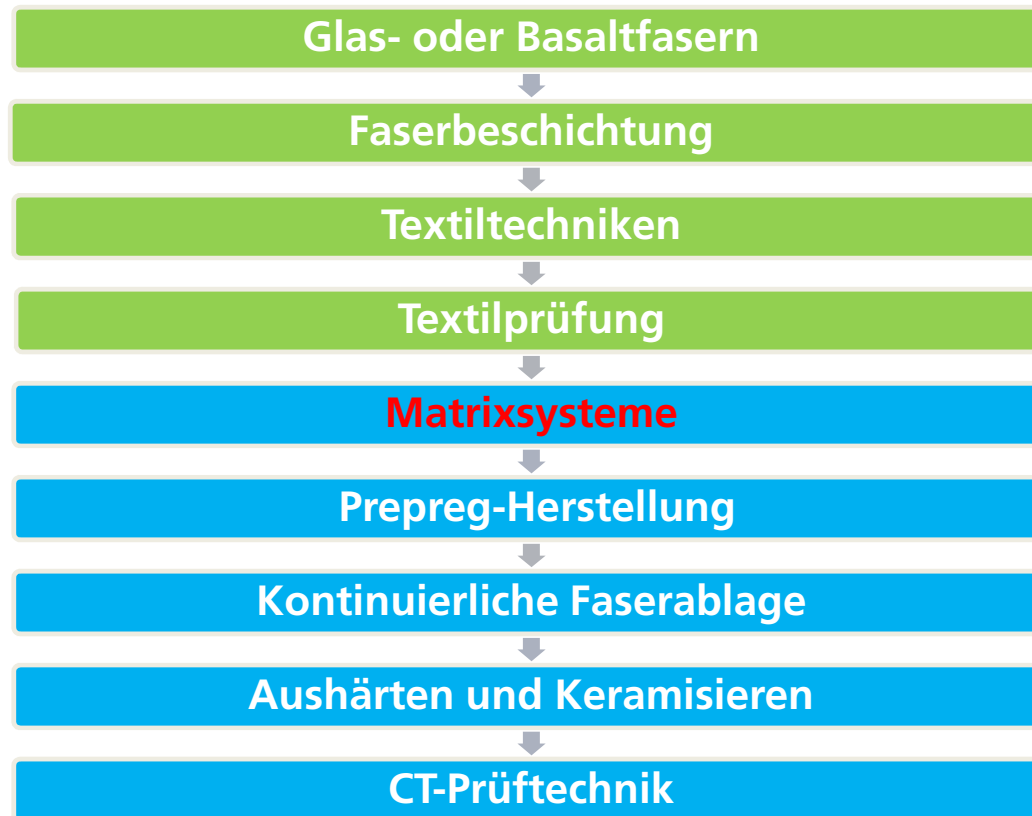 Glas- oder Basaltfasern
Faserbeschichtung
Textiltechniken
Textilprüfung
Matrixsysteme
Prepreg-Herstellung
Kontinuierliche Faserablage
Aushärten und Keramisieren
CT-Prüftechnik